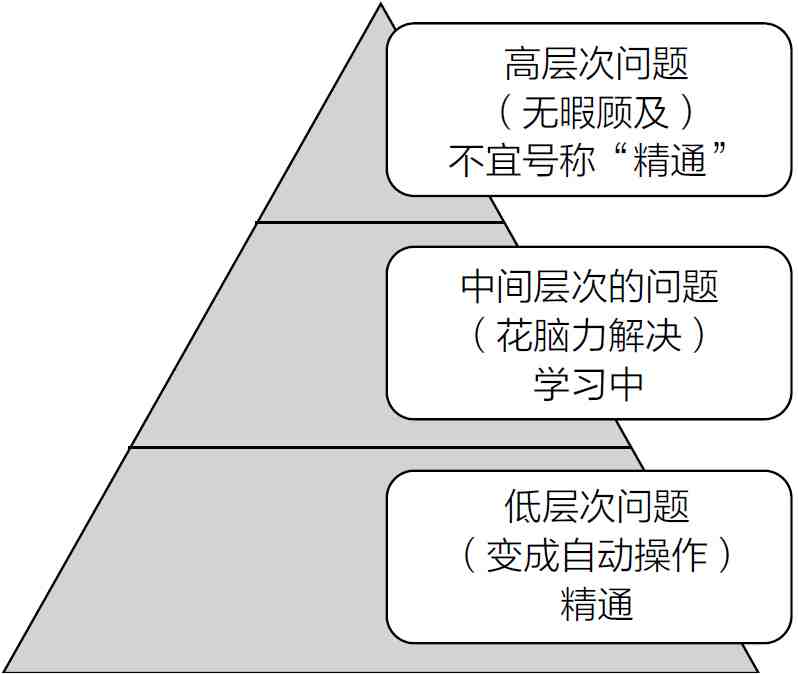 高层次问题
（无暇顾及）
不宜号称“精通”
中间层次的问题
（花脑力解决）
学习中
低层次问题
（变成自动操作）
精通